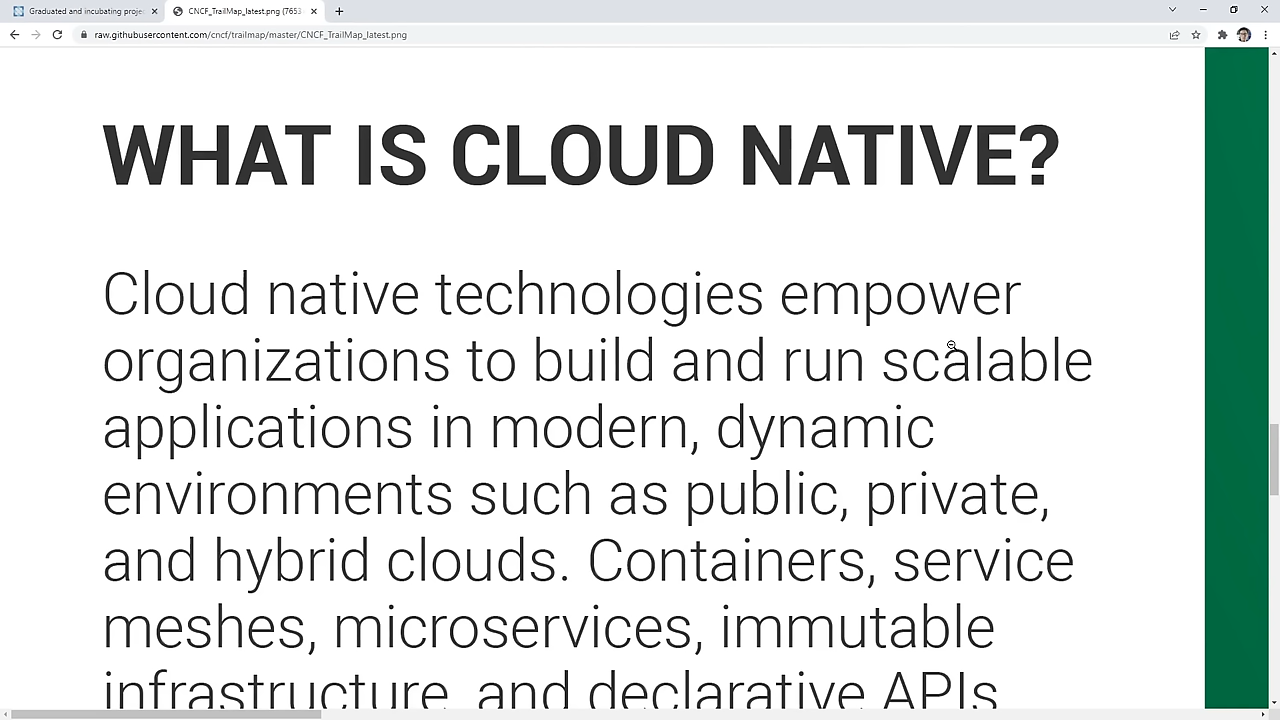 Graduated and incubating proje
CNCF_TrailMap_latest.png (7653
raw.githubusercontent.com/cncf/trailmap/master/CNCF_TrailMap_latest.png
WHAT IS CLOUD NATIVE?
Cloud native technologies empower
organizations to build and run scalable
applications in modern, dynamic
environments such as public, private,
and hybrid clouds. Containers, service
meshes, microservices, immutable
infrastructure, and declarative APIs